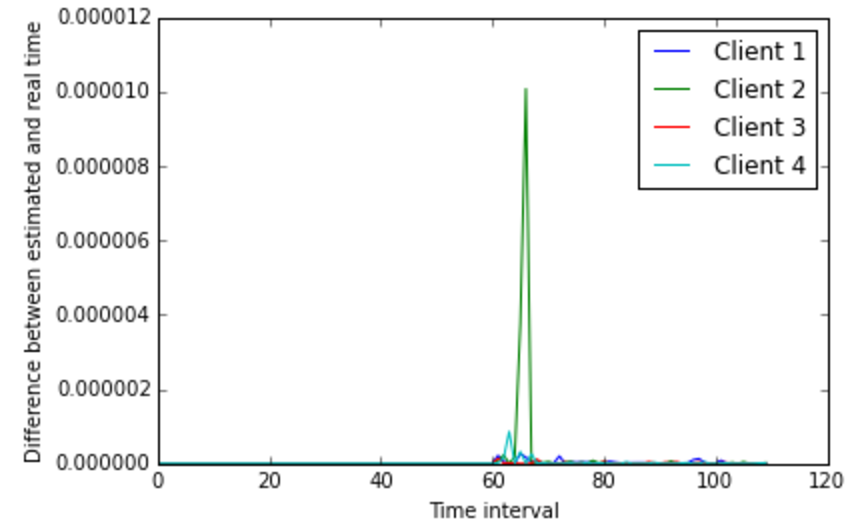 Difference between estimated and real time
0.000012
0.000010
0.000008
0.000006
0.000004
0.000002
0.000000
Client 1
Client 2
Client 3
Client 4
0 20 40 60 80 100 120
Time interval